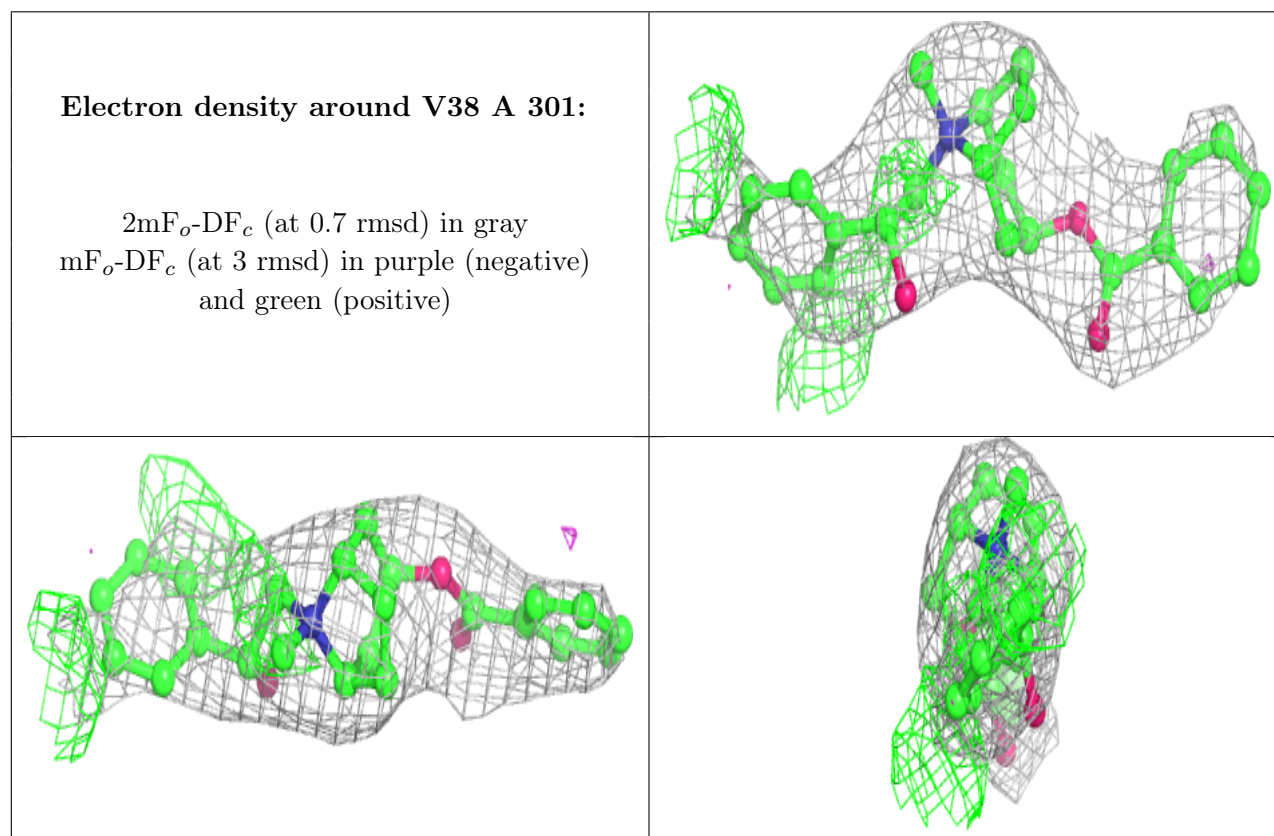 Electron density around V38 A 301:
2mFo-DFc (at 0.7 rmsd) in gray
mFo-DFc (at 3 rmsd) in purple (negative)
and green (positive)